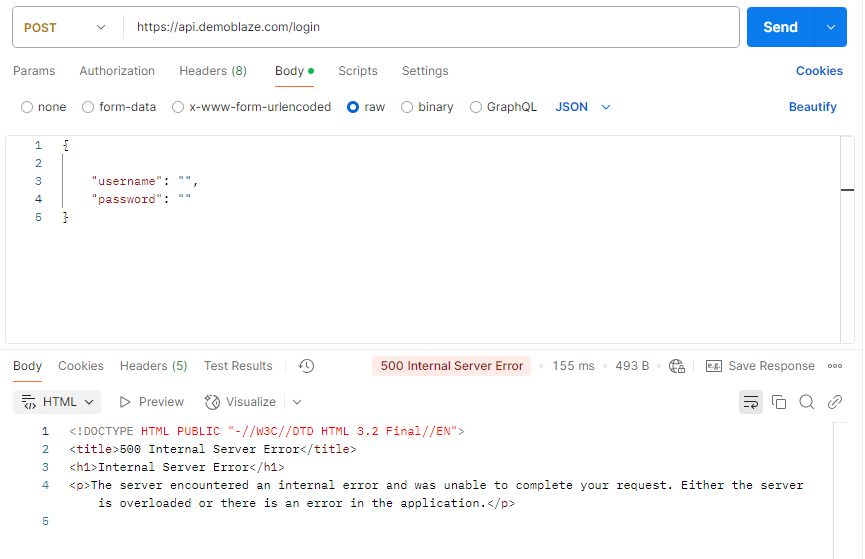 POST https://api.demoblaze.com/login Send
Params Authorization Headers (8) Body Scripts Settings Cookies
none form-data x-www-form-urlencoded raw binary GraphQL JSON Beautify
1 {
2
3 "username": "",
4 "password": ""
5 }
Body Cookies Headers (5) Test Results 500 Internal Server Error 155 ms 493 B e.g. Save Response
HTML Preview Visualize
1 <!DOCTYPE HTML PUBLIC "-//W3C//DTD HTML 3.2 Final//EN">
2 <title>500 Internal Server Error</title>
3 <h1>Internal Server Error</h1>
4 <p>The server encountered an internal error and was unable to complete your request. Either the server
is overloaded or there is an error in the application.</p>
5